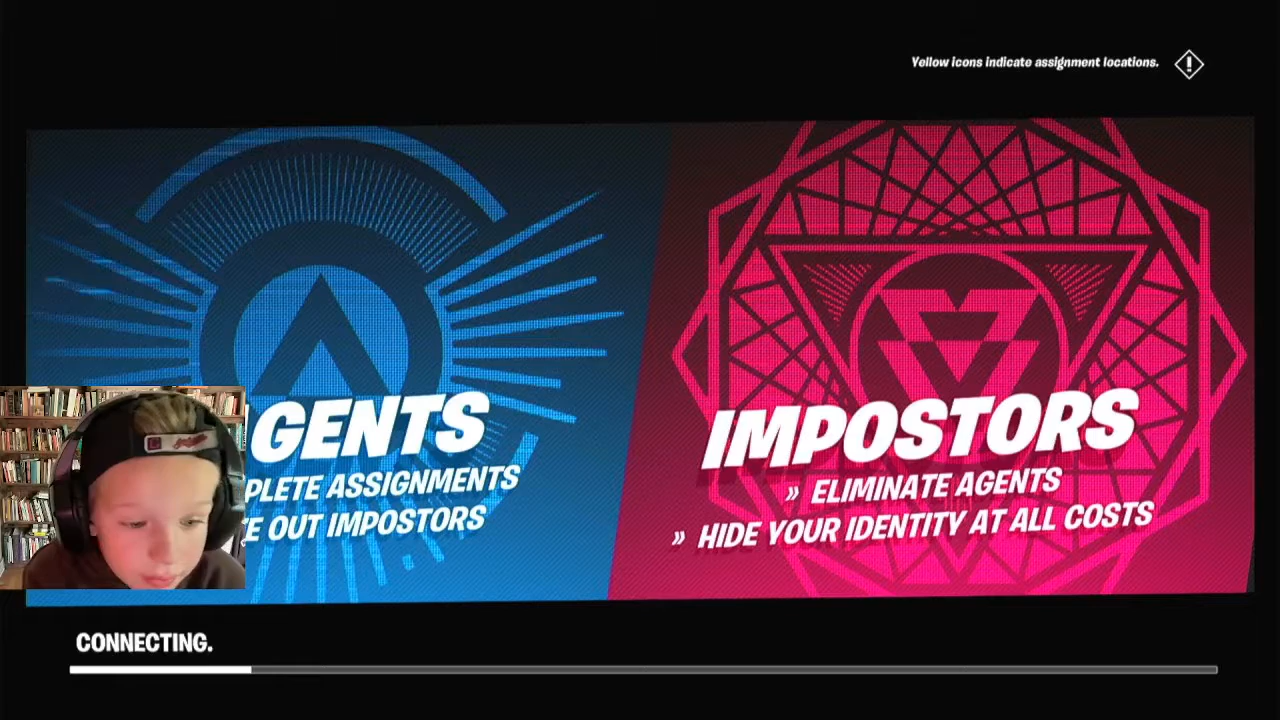 Yellow icons indicate assignment locations.
GENTS
PLETE ASSIGNMENTS
E OUT IMPOSTORS
IMPOSTORS
» ELIMINATE AGENTS
» HIDE YOUR IDENTITY AT ALL COSTS
CONNECTING.